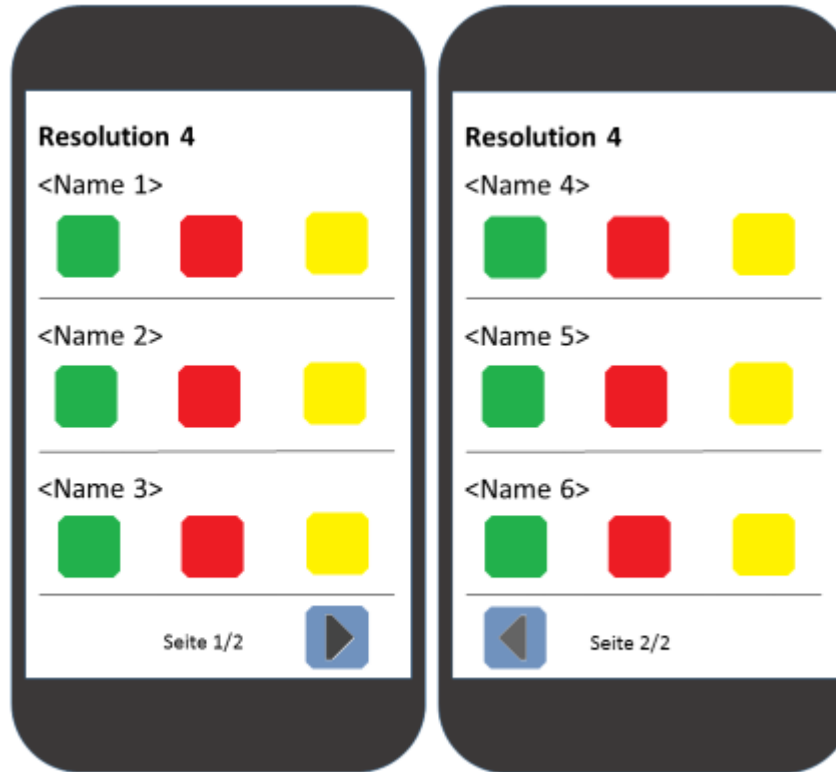 Resolution 4
<Name 1>
<Name 2>
<Name 3>
Seite 1/2
Resolution 4
<Name 4>
<Name 5>
<Name 6>
Seite 2/2